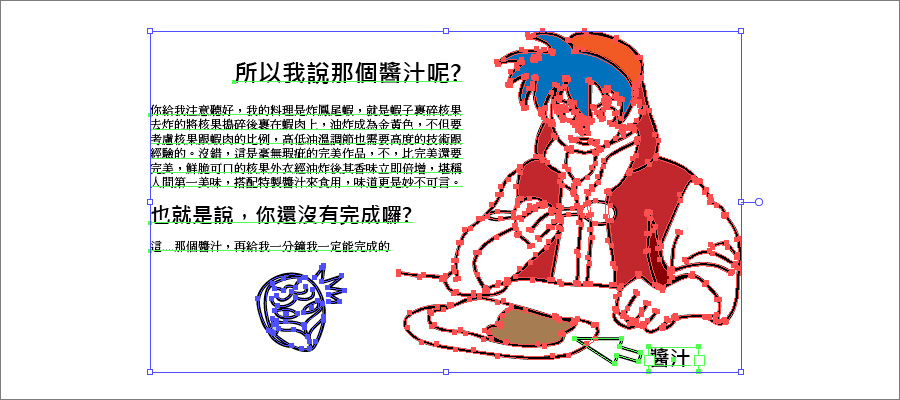 所以我說那個醬汁呢?
你給我注意聽好，我的料理是炸鳳尾蝦，就是蝦子裹碎核果
去炸的將核果搗碎後裹在蝦肉上，油炸成為金黃色，不但要
考慮核果跟蝦肉的比例，高低油溫調節也需要高度的技術跟
經驗的。沒錯，這是毫無瑕疵的完美作品，不，比完美還要
完美，鮮脆可口的核果外衣經油炸後其香味立即倍增，堪稱
人間第一美味，搭配特製醬汁來食用，味道更是妙不可言。
也就是說，你還沒有完成囉?
這....那個醬汁，再給我一分鐘我一定能完成的
醬汁